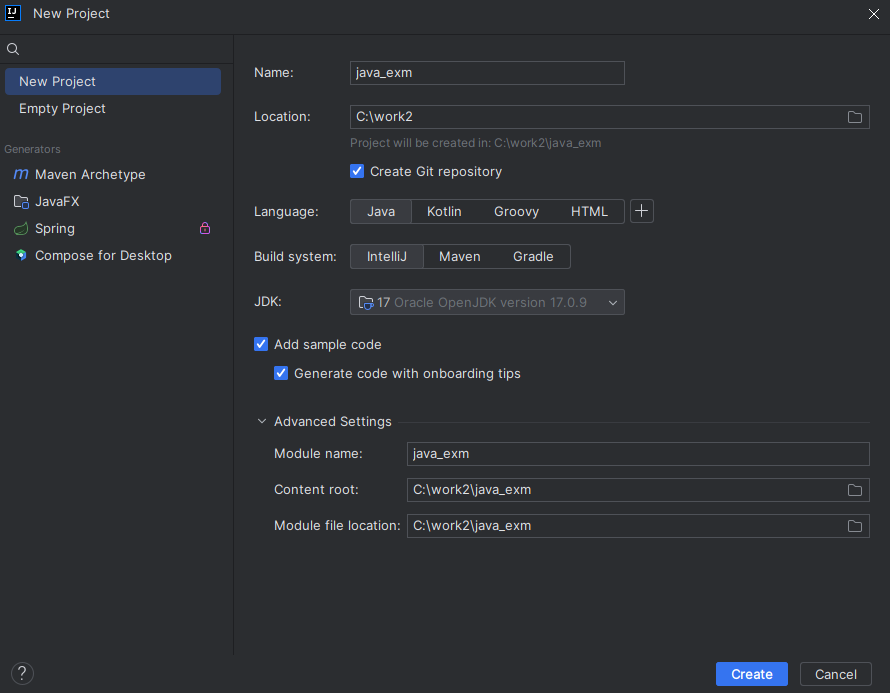 New Project
New Project
Empty Project
Generators
Maven Archetype
JavaFX
Spring
Compose for Desktop
Name: java_exm
Location: C:\work2
Project will be created in: C:\work2\java_exm
Create Git repository
Language: Java Kotlin Groovy HTML
Build system: IntelliJ Maven Gradle
JDK: 17 Oracle OpenJDK version 17.0.9
Add sample code
Generate code with onboarding tips
Advanced Settings
Module name: java_exm
Content root: C:\work2\java_exm
Module file location: C:\work2\java_exm
? Create Cancel